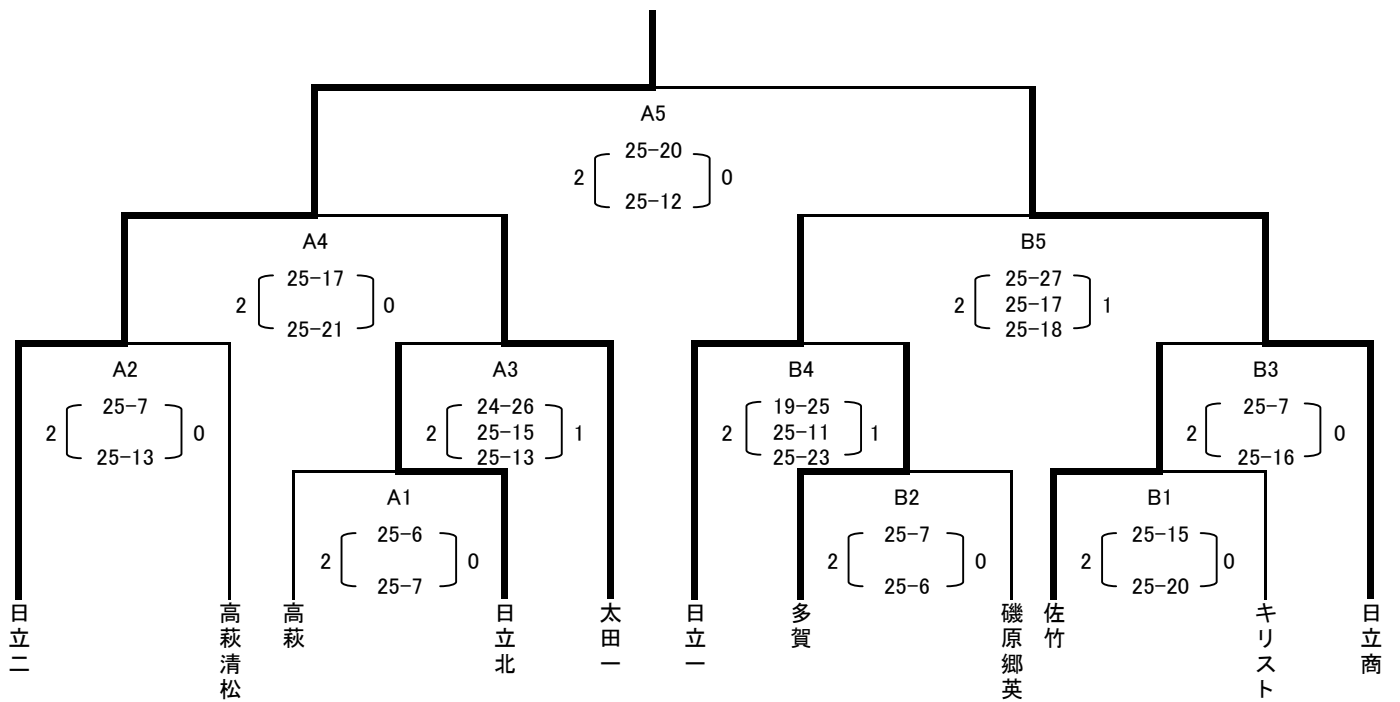 A5
25-20
2 0
25-12
A4
25-17
2 0
25-21
B5
25-27
2 25-17 1
25-18
A2
25-7
2 0
25-13
A3
24-26
2 25-15 1
25-13
B4
19-25
2 25-11 1
25-23
B3
25-7
2 0
25-16
A1
25-6
2 0
25-7
B2
25-7
2 0
25-6
B1
25-15
2 0
25-20
日立二
高萩清松
高萩
日立北
太田一
日立一
多賀
磯原郷英
佐竹
キリスト
日立商